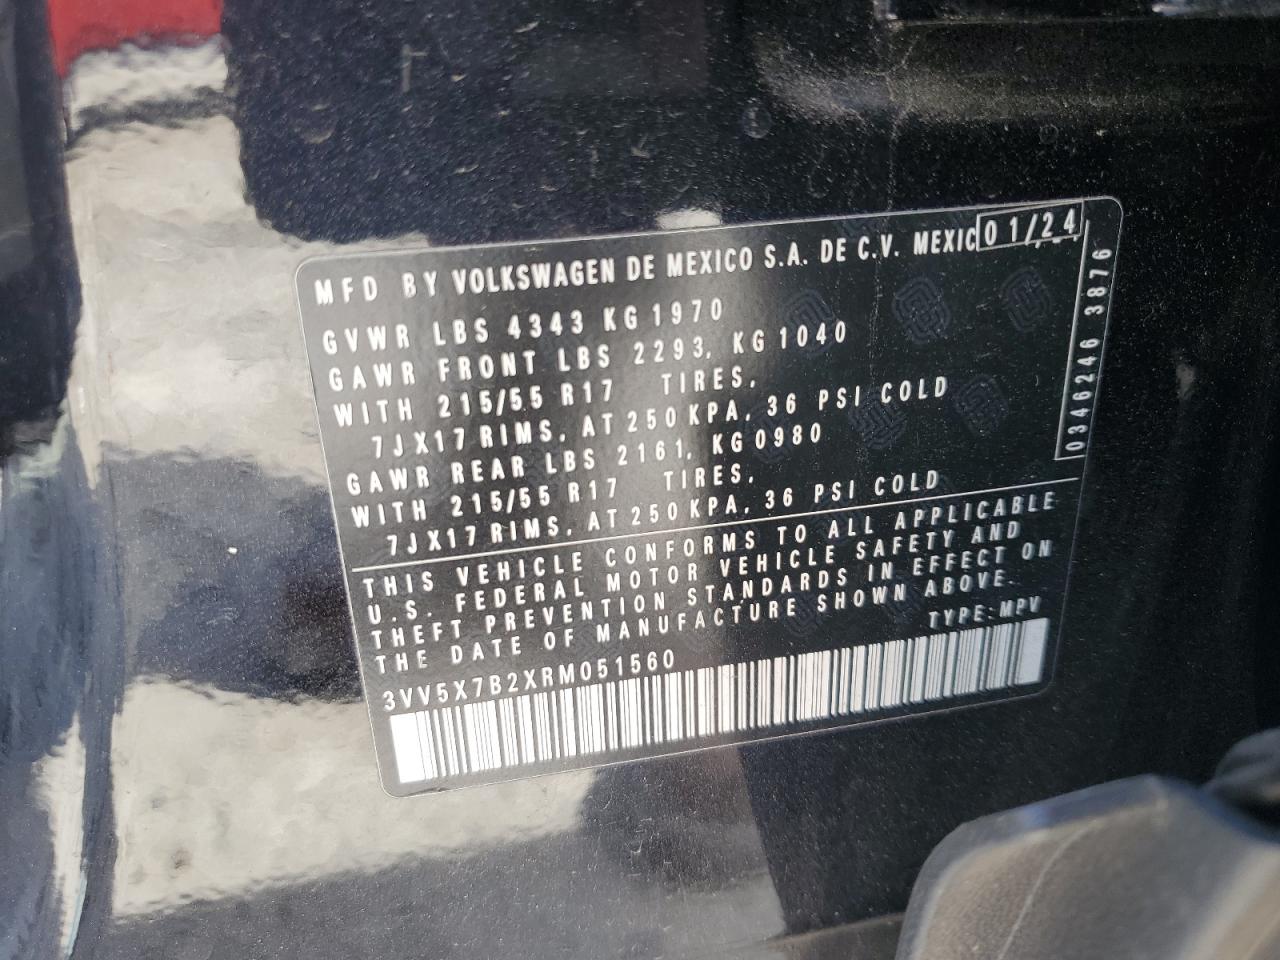 MFD BY VOLKSWAGEN DE MEXICO S.A. DE C.V. MEXIC 01/24
GVWR LBS 4343 KG 1970
GAWR FRONT LBS 2293, KG 1040
WITH 215/55 R17 TIRES,
7JX17 RIMS, AT 250 KPA, 36 PSI COLD
GAWR REAR LBS 2161, KG 0980
WITH 215/55 R17 TIRES,
7JX17 RIMS, AT 250 KPA, 36 PSI COLD
0346246 3876
THIS VEHICLE CONFORMS TO ALL APPLICABLE
U.S. FEDERAL MOTOR VEHICLE SAFETY AND
THEFT PREVENTION STANDARDS IN EFFECT ON
THE DATE OF MANUFACTURE SHOWN ABOVE.
TYPE: MPV
3VV5X7B2XRM051560